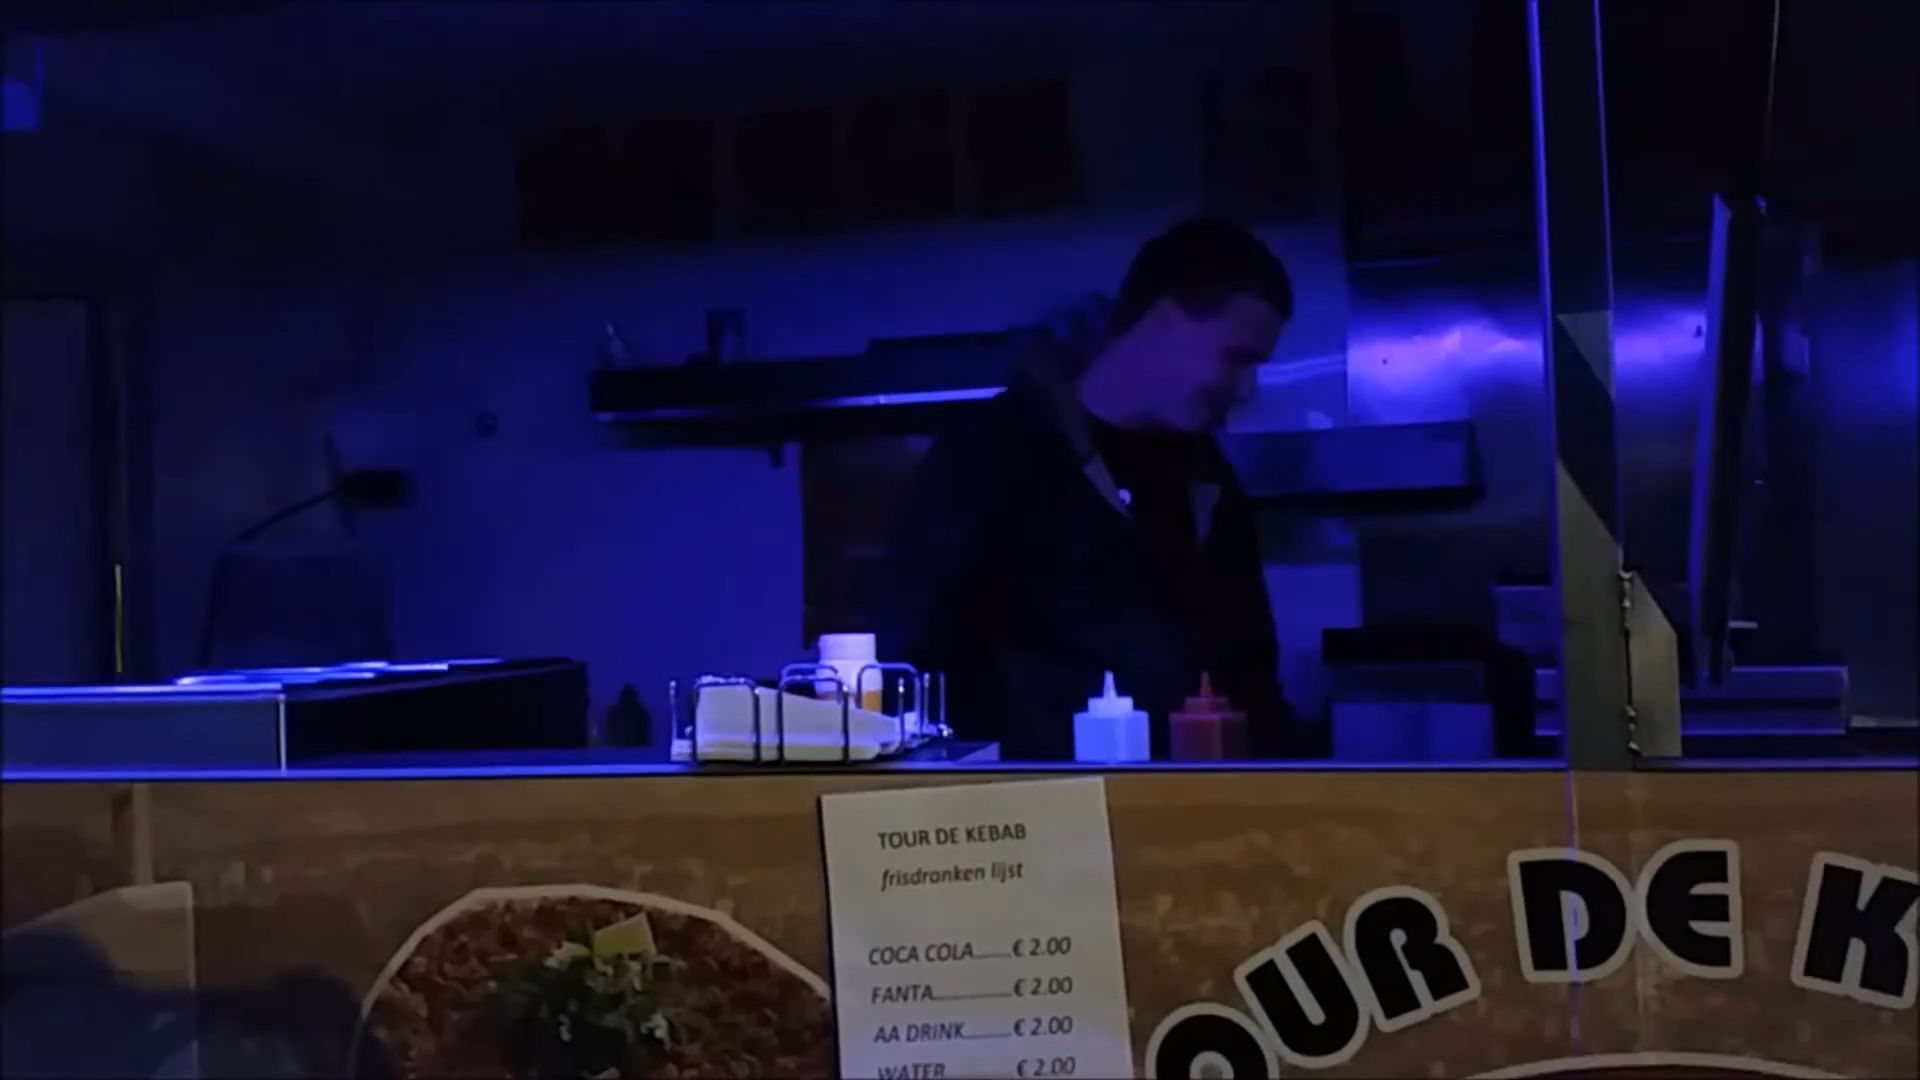 TOUR DE KEBAB
frisdranken lijst
COCA COLA......€ 2.00
FANTA............€ 2.00
AA DRINK.......€ 2.00
WATER..........€ 2.00
OUR DE K